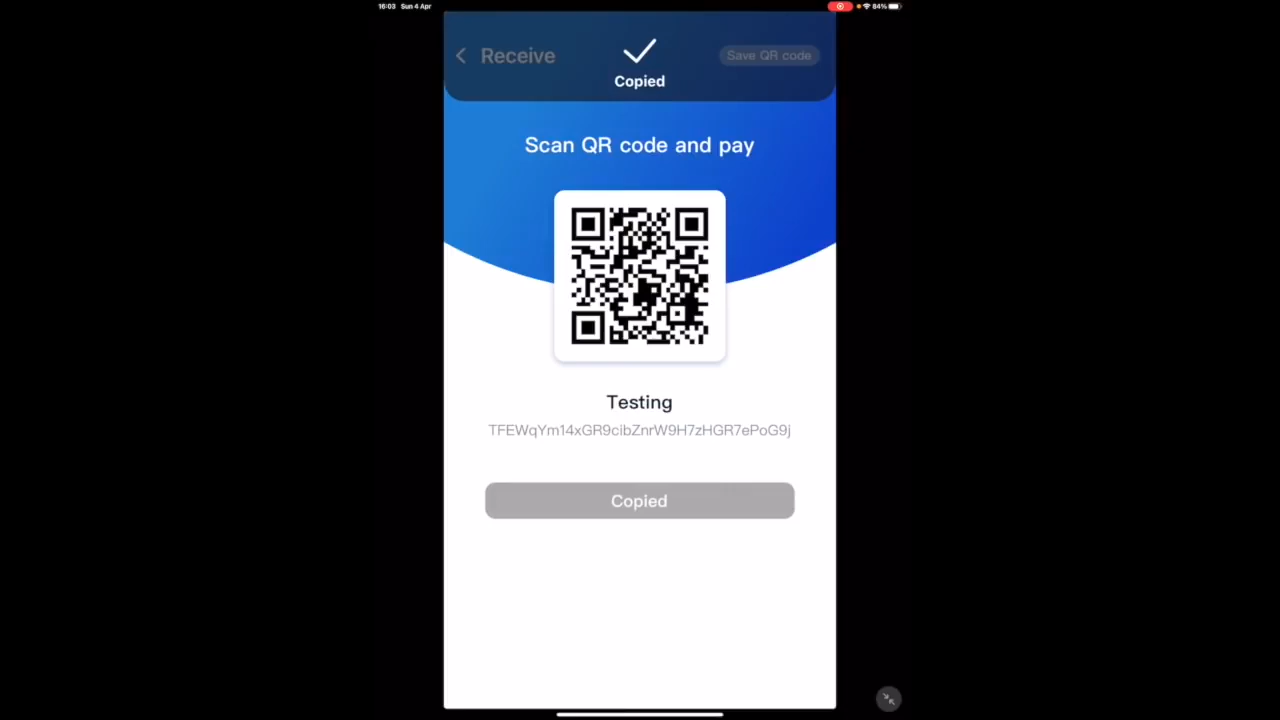 16:03 Sun 4 Apr
84%
Receive
Copied
Save QR code
Scan QR code and pay
Testing
TFEWqYm14xGR9cibZnrW9H7zHGR7ePoG9j
Copied